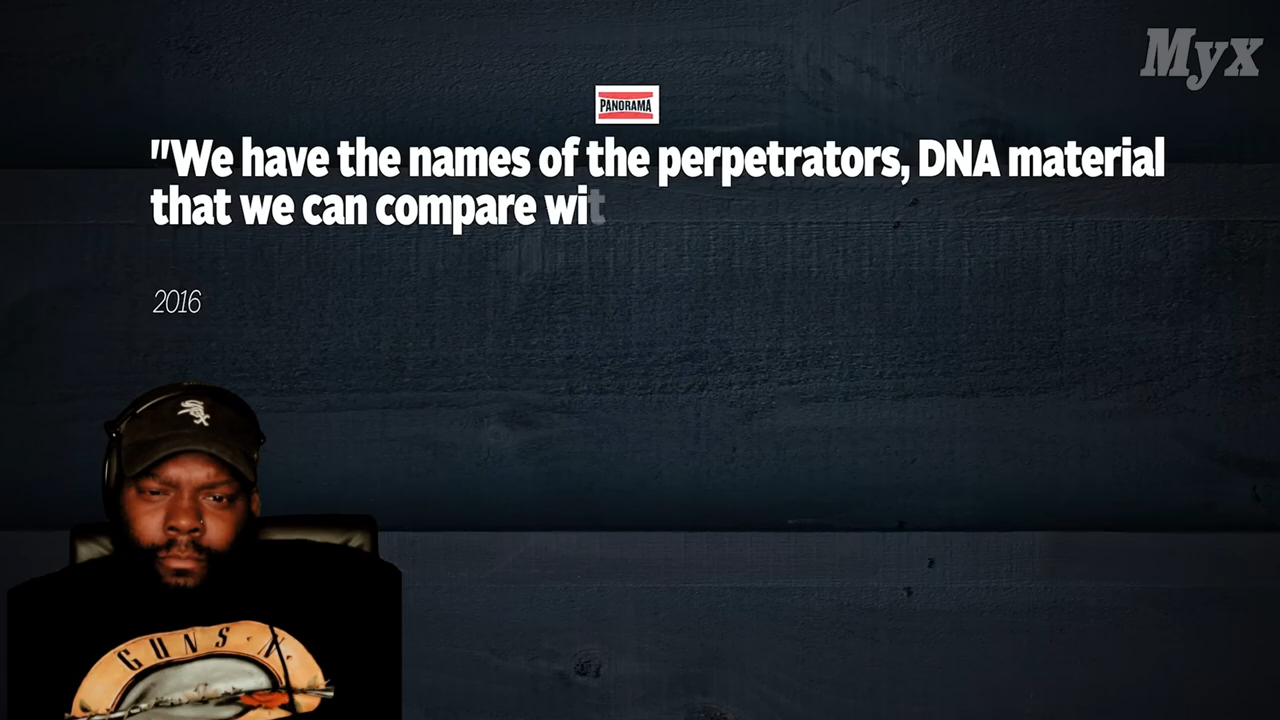 Myx
PANORAMA
"We have the names of the perpetrators, DNA material
that we can compare wit
2016
GUNS N